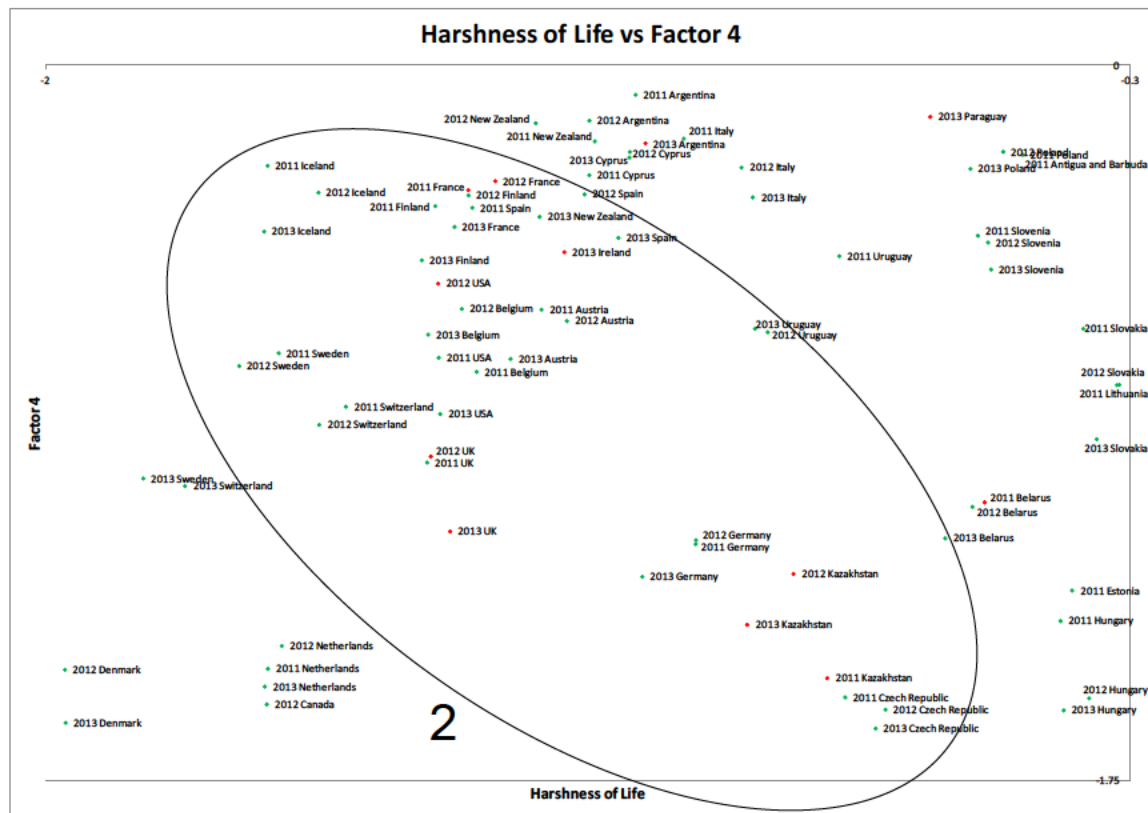 Harshness of Life vs Factor 4
-2
0
-0.3
2011 Argentina
2012 New Zealand
2012 Argentina
2013 Paraguay
2011 New Zealand
2011 Italy
2013 Argentina
2012 Cyprus
2013 Cyprus
2012 Poland
2011 Poland
2011 Iceland
2012 Italy
2011 Antigua and Barbuda
2013 Poland
2011 Cyprus
2012 France
2011 France
2012 Iceland
2012 Finland
2012 Spain
2013 Italy
2011 Finland
2011 Spain
2013 New Zealand
2013 Iceland
2013 France
2013 Spain
2011 Slovenia
2012 Slovenia
2013 Ireland
2011 Uruguay
2013 Finland
2013 Slovenia
2012 USA
2012 Belgium
2011 Austria
2012 Austria
2013 Uruguay
2012 Uruguay
2011 Slovakia
2013 Belgium
2011 Sweden
2011 USA
2013 Austria
2012 Sweden
2011 Belgium
2012 Slovakia
2011 Lithuania
2011 Switzerland
2013 USA
2012 Switzerland
Factor 4
2013 Slovakia
2012 UK
2011 UK
2013 Sweden
2013 Switzerland
2011 Belarus
2012 Belarus
2013 UK
2012 Germany
2011 Germany
2013 Belarus
2013 Germany
2012 Kazakhstan
2011 Estonia
2013 Kazakhstan
2011 Hungary
2012 Netherlands
2012 Denmark
2011 Netherlands
2011 Kazakhstan
2013 Netherlands
2012 Canada
2011 Czech Republic
2012 Hungary
2012 Czech Republic
2013 Hungary
2013 Denmark
2
2013 Czech Republic
-1.75
Harshness of Life